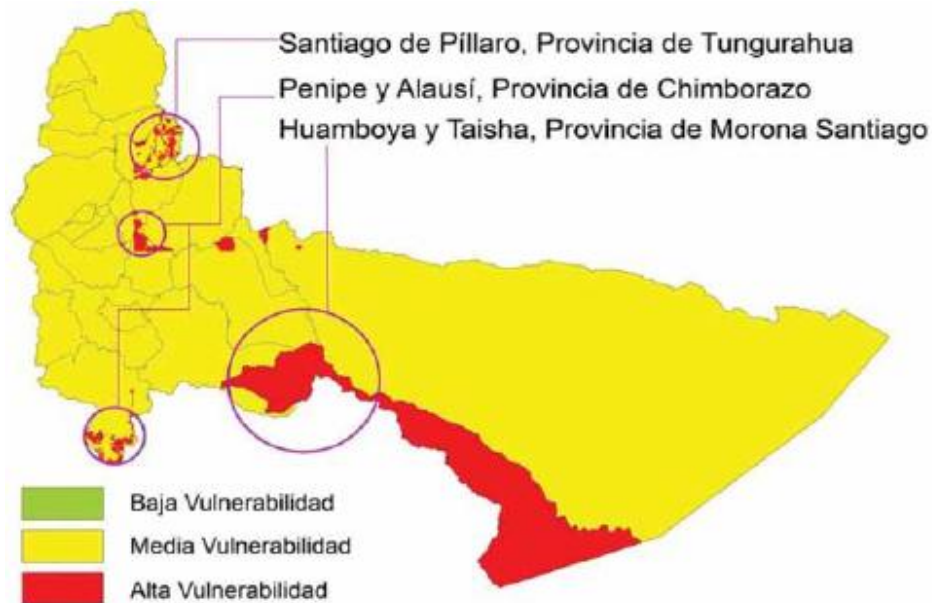 Santiago de Píllaro, Provincia de Tungurahua
Penipe y Alausí, Provincia de Chimborazo
Huamboya y Taisha, Provincia de Morona Santiago
Baja Vulnerabilidad
Media Vulnerabilidad
Alta Vulnerabilidad